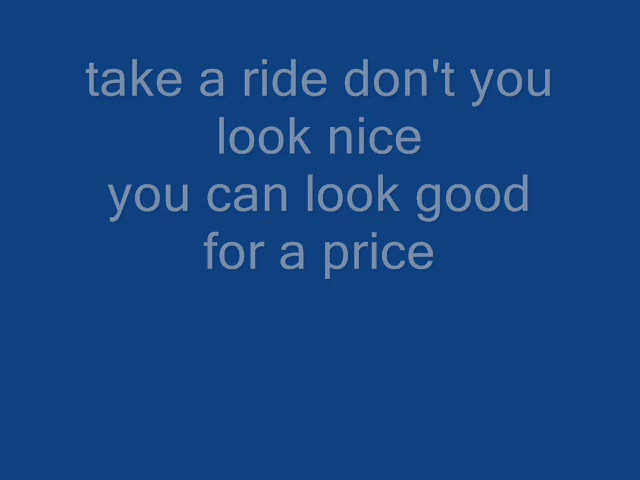 take a ride don't you
look nice
you can look good
for a price